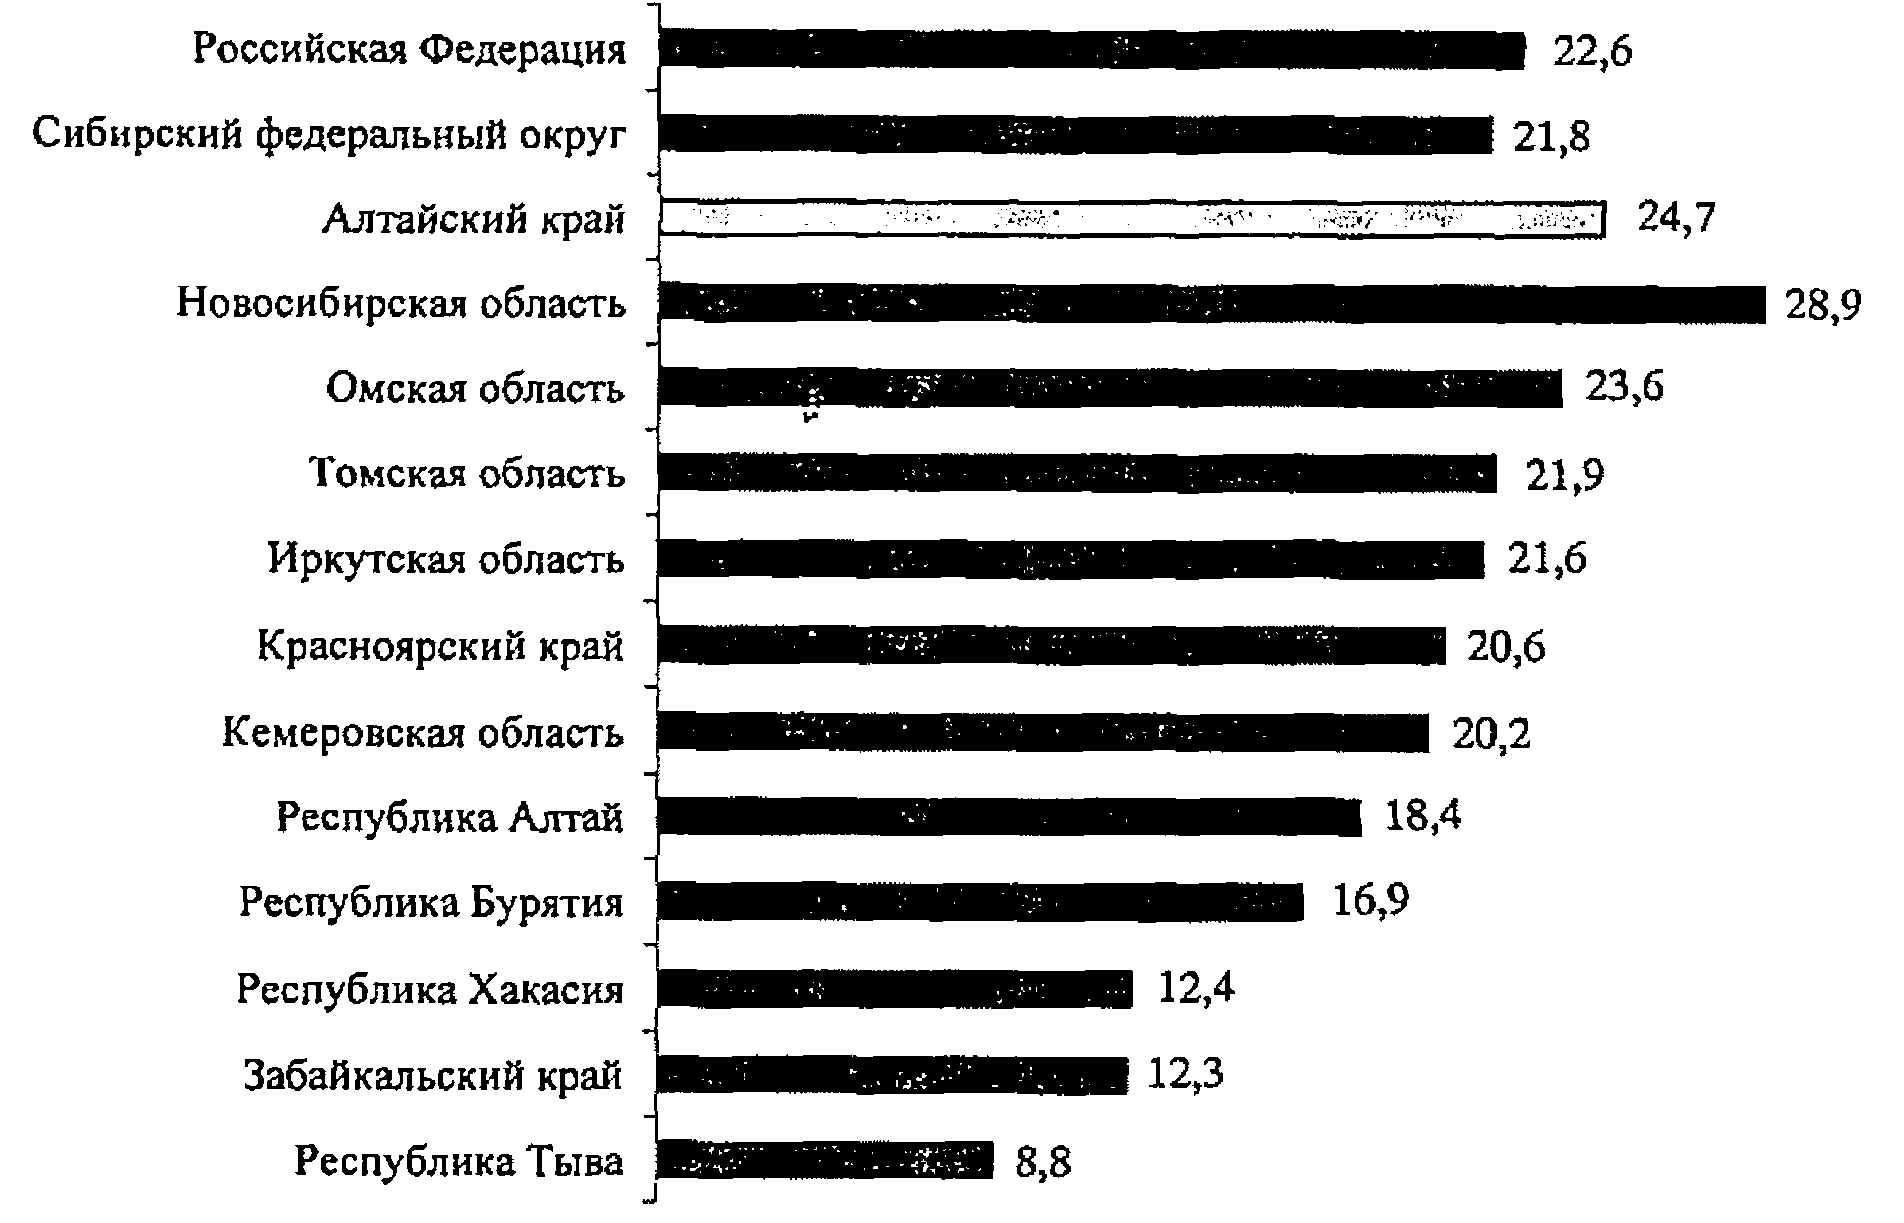 Российская Федерация 22,6
Сибирский федеральный округ 21,8
Алтайский край 24,7
Новосибирская область 28,9
Омская область 23,6
Томская область 21,9
Иркутская область 21,6
Красноярский край 20,6
Кемеровская область 20,2
Республика Алтай 18,4
Республика Бурятия 16,9
Республика Хакасия 12,4
Забайкальский край 12,3
Республика Тыва 8,8